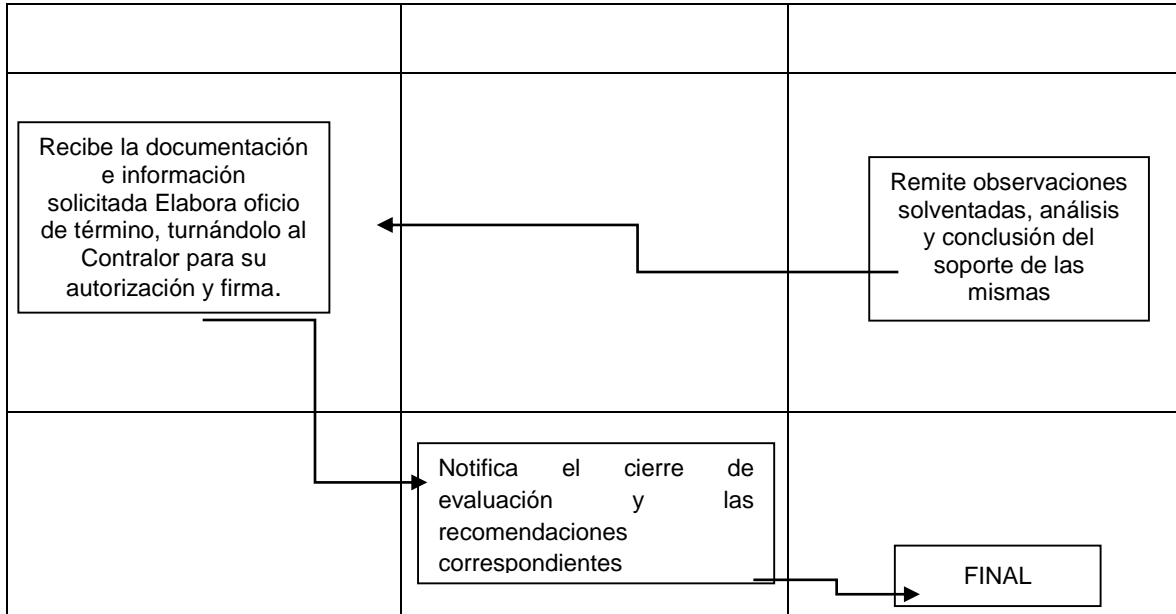 Recibe la documentación
e información
solicitada Elabora oficio
de término, turnándolo al
Contralor para su
autorización y firma.
Remite observaciones
solventadas, análisis
y conclusión del
soporte de las
mismas
Notifica el cierre de
evaluación y las
recomendaciones
correspondientes
FINAL